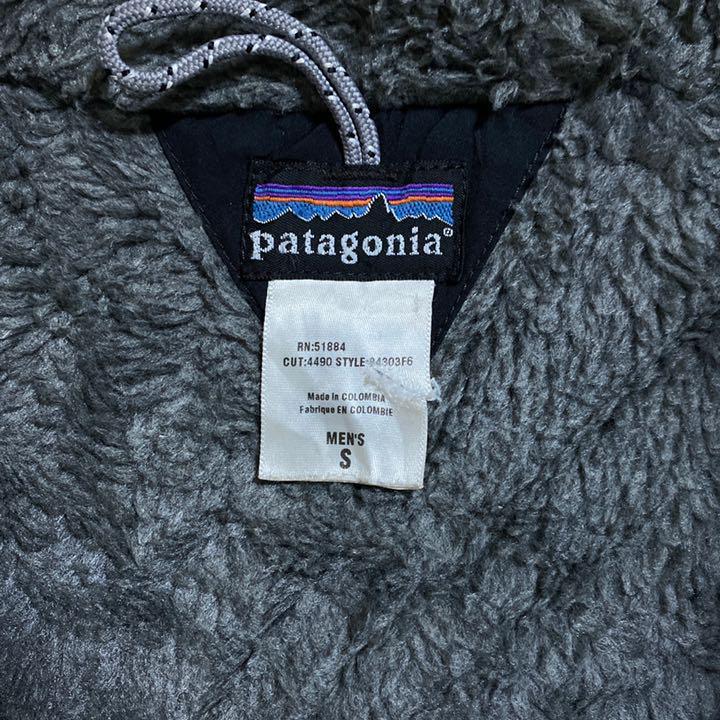 patagonia®
RN:51884
CUT:4490 STYLE:84303F6
Made in COLOMBIA
Fabrique EN COLOMBIE
MEN'S
S